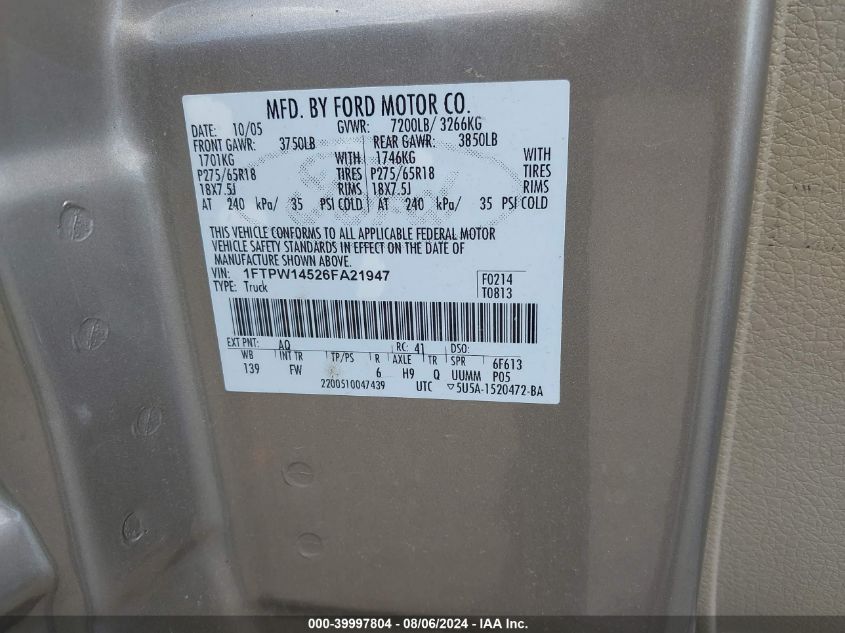 MFD. BY FORD MOTOR CO.
DATE: 10/05 GVWR: 7200LB/ 3266KG
FRONT GAWR: 3750LB REAR GAWR: 3850LB
1701KG WITH 1746KG WITH
P275/65R18 TIRES P275/65R18 TIRES
18X7.5J RIMS 18X7.5J RIMS
AT 240 kPa/ 35 PSI COLD AT 240 kPa/ 35 PSI COLD
THIS VEHICLE CONFORMS TO ALL APPLICABLE FEDERAL MOTOR
VEHICLE SAFETY STANDARDS IN EFFECT ON THE DATE OF
MANUFACTURE SHOWN ABOVE.
VIN: 1FTPW14526FA21947 F0214
TYPE: Truck T0813
EXT PNT: AQ RC: 41 DSO:
WB INT TR TP/PS R AXLE TR SPR 6F613
139 FW 6 H9 Q UUMM P05
2200510047439 UTC ▽5U5A-1520472-BA
000-39997804 - 08/06/2024 - IAA Inc.